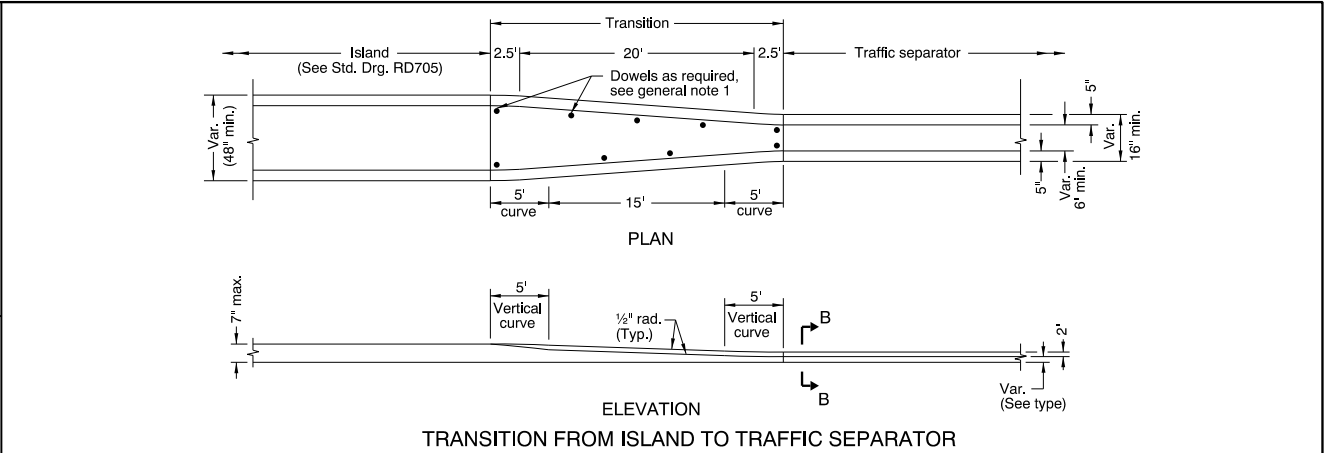 Transition
Island
(See Std. Drg. RD705)
2.5'
20'
2.5'
Traffic separator
Dowels as required,
see general note 1
Var.
(48" min.)
5"
Var.
16" min.
5"
Var.
6' min.
5'
curve
15'
5'
curve
PLAN
7" max.
5'
Vertical
curve
½" rad.
(Typ.)
5'
Vertical
curve
B
B
2'
Var.
(See type)
ELEVATION
TRANSITION FROM ISLAND TO TRAFFIC SEPARATOR